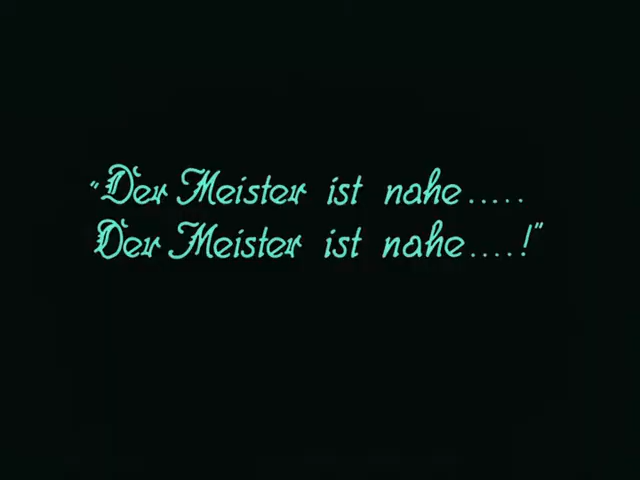 "Der Meister ist nahe.....
Der Meister ist nahe....!"